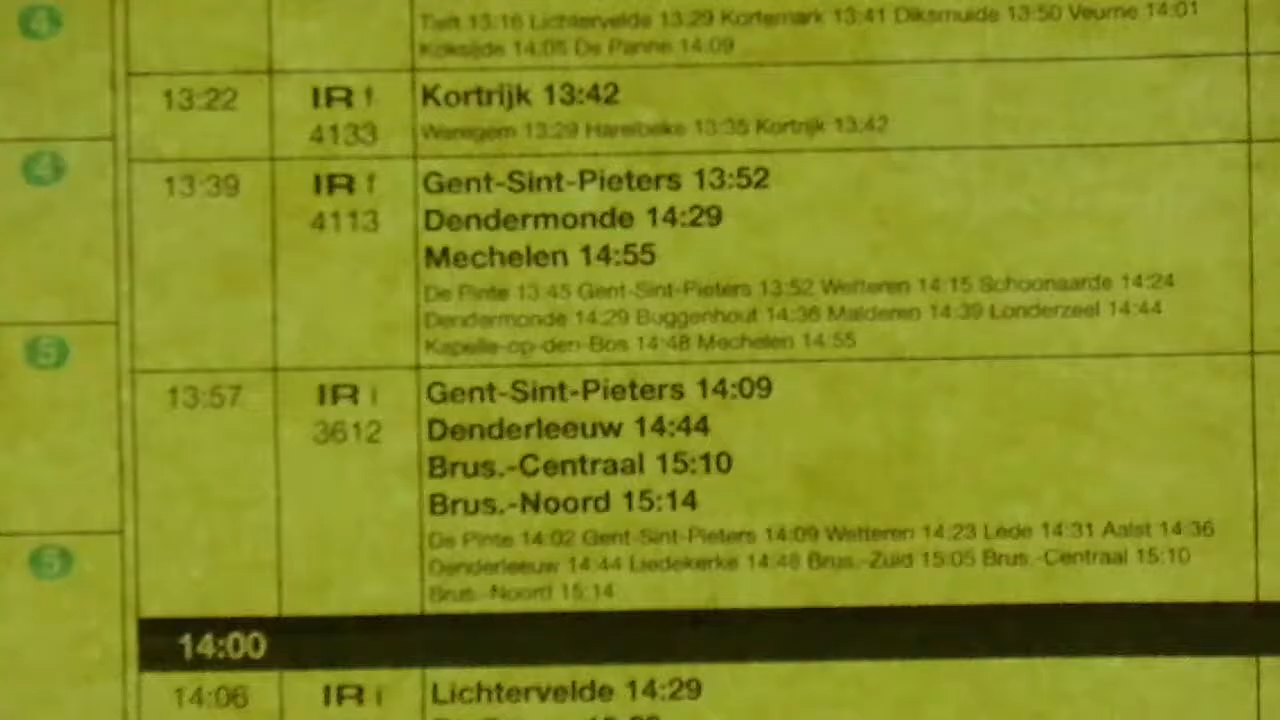 4
Tielt 13:16 Lichtervelde 13:29 Kortemark 13:41 Diksmuide 13:50 Veurne 14:01
Koksijde 14:05 De Panne 14:09
13:22 IR Kortrijk 13:42
4133 Waregem 13:29 Harelbeke 13:35 Kortrijk 13:42
4
13:39 IR Gent-Sint-Pieters 13:52
4113 Dendermonde 14:29
Mechelen 14:55
De Pinte 13:45 Gent-Sint-Pieters 13:52 Wetteren 14:15 Schoonaarde 14:24
Dendermonde 14:29 Buggenhout 14:36 Malderen 14:39 Londerzeel 14:44
Kapelle-op-den-Bos 14:48 Mechelen 14:55
5
13:57 IR Gent-Sint-Pieters 14:09
3612 Denderleeuw 14:44
Brus.-Centraal 15:10
Brus.-Noord 15:14
De Pinte 14:02 Gent-Sint-Pieters 14:09 Wetteren 14:23 Lede 14:31 Aalst 14:36
Denderleeuw 14:44 Liedekerke 14:48 Brus.-Zuid 15:05 Brus.-Centraal 15:10
Brus.-Noord 15:14
5
14:00
14:06 IR Lichtervelde 14:29